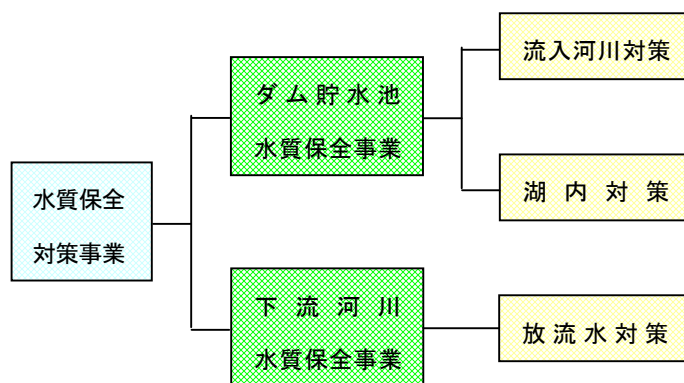 水質保全
対策事業
ダム貯水池
水質保全事業
下流河川
水質保全事業
流入河川対策
湖内対策
放流水対策